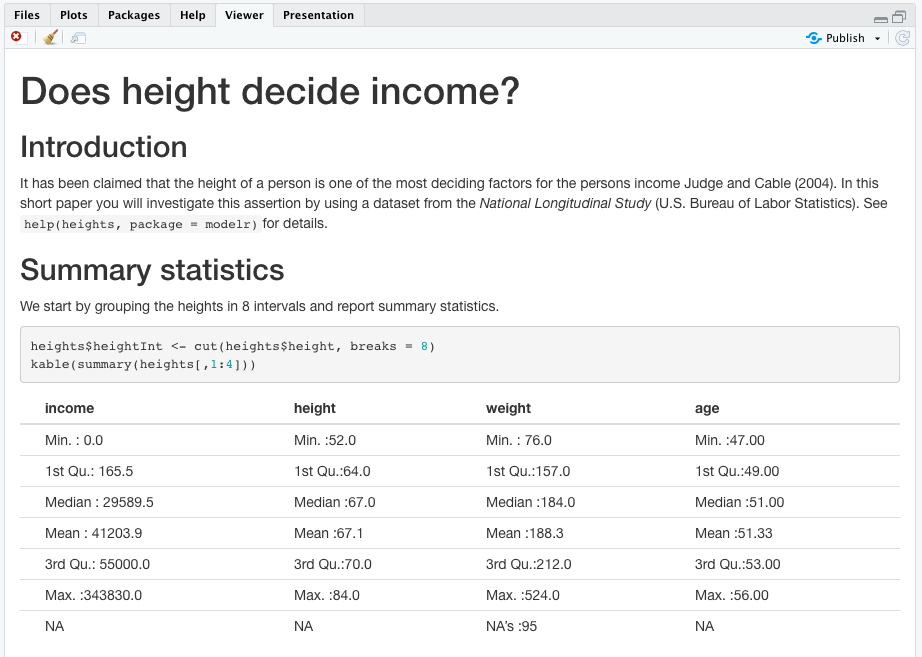 Files Plots Packages Help Viewer Presentation
Publish
Does height decide income?
Introduction
It has been claimed that the height of a person is one of the most deciding factors for the persons income Judge and Cable (2004). In this
short paper you will investigate this assertion by using a dataset from the National Longitudinal Study (U.S. Bureau of Labor Statistics). See
help(heights, package = modelr) for details.
Summary statistics
We start by grouping the heights in 8 intervals and report summary statistics.
heights$heightInt <- cut(heights$height, breaks = 8)
kable(summary(heights[,1:4]))
income height weight age
Min. : 0.0 Min. :52.0 Min. : 76.0 Min. :47.00
1st Qu.: 165.5 1st Qu.:64.0 1st Qu.:157.0 1st Qu.:49.00
Median : 29589.5 Median :67.0 Median :184.0 Median :51.00
Mean : 41203.9 Mean :67.1 Mean :188.3 Mean :51.33
3rd Qu.: 55000.0 3rd Qu.:70.0 3rd Qu.:212.0 3rd Qu.:53.00
Max. :343830.0 Max. :84.0 Max. :524.0 Max. :56.00
NA NA NA’s :95 NA